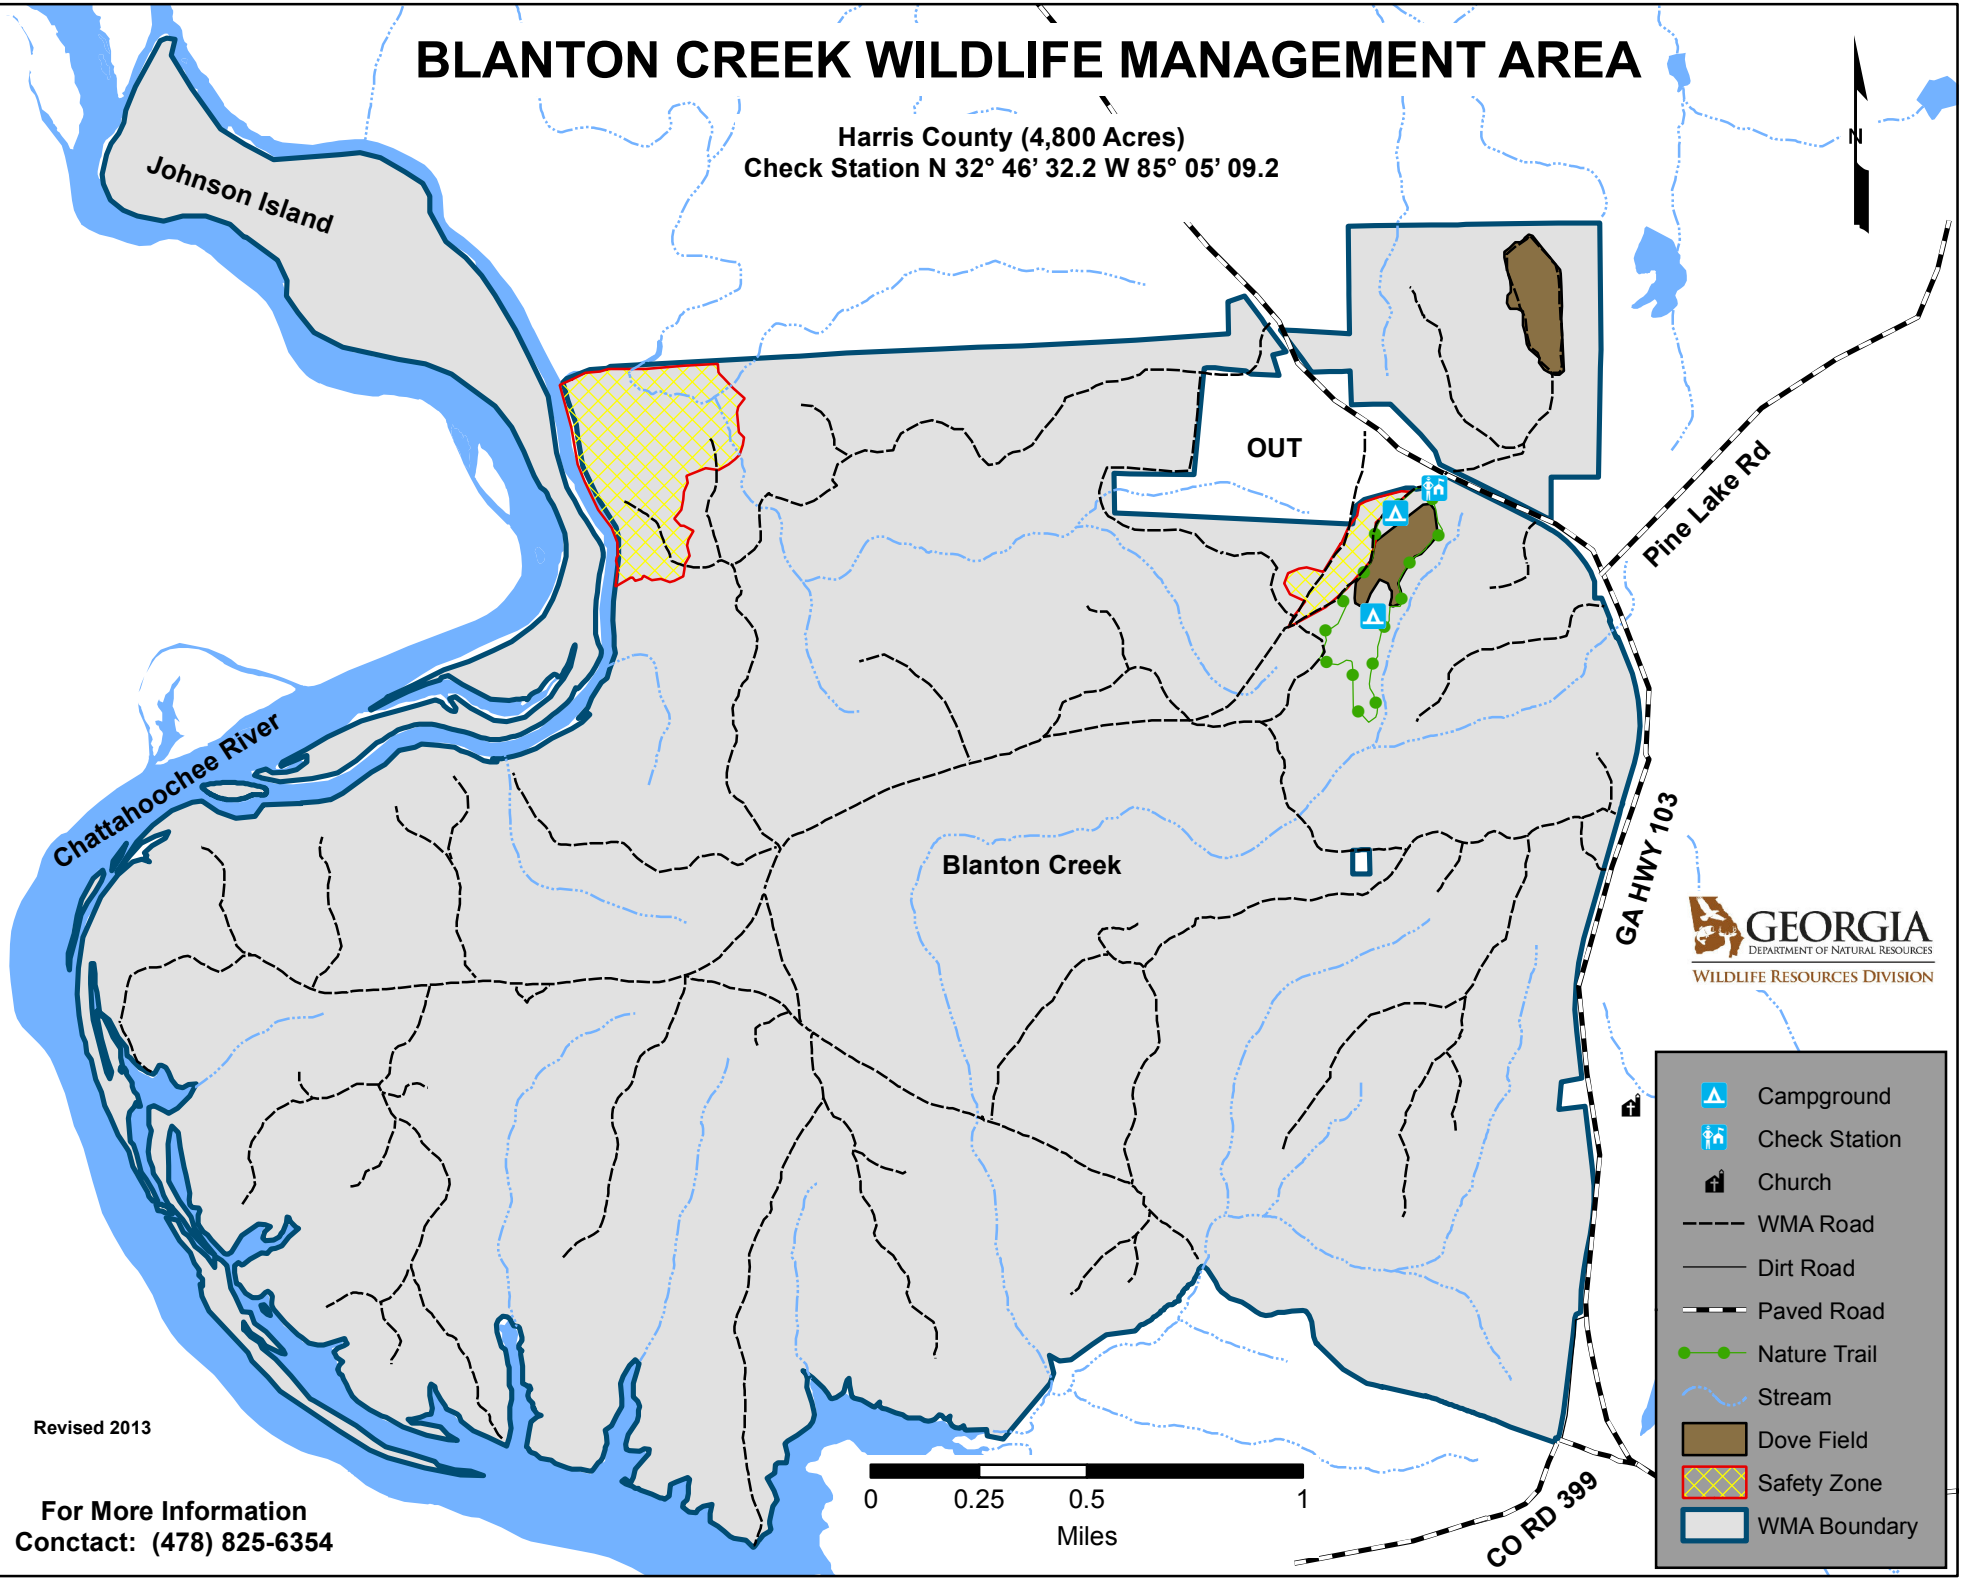 BLANTON CREEK WILDLIFE MANAGEMENT AREA
Harris County (4,800 Acres)
Check Station N 32° 46’ 32.2 W 85° 05’ 09.2
N
Johnson Island
OUT
Pine Lake Rd
Chattahoochee River
Blanton Creek
GA HWY 103
GEORGIA
DEPARTMENT OF NATURAL RESOURCES
WILDLIFE RESOURCES DIVISION
Campground
Check Station
Church
WMA Road
Dirt Road
Paved Road
Nature Trail
Stream
Dove Field
Safety Zone
WMA Boundary
Revised 2013
For More Information
Conctact: (478) 825-6354
0 0.25 0.5 1
Miles
CO RD 399